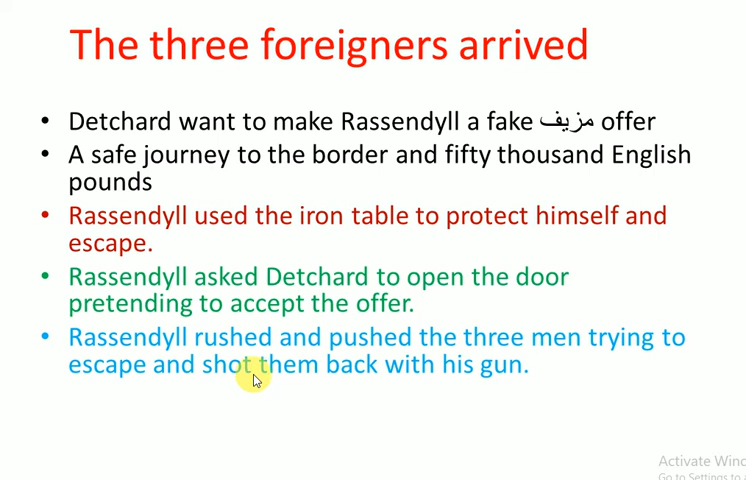 The three foreigners arrived
• Detchard want to make Rassendyll a fake مزيف offer
• A safe journey to the border and fifty thousand English
pounds
• Rassendyll used the iron table to protect himself and
escape.
• Rassendyll asked Detchard to open the door
pretending to accept the offer.
• Rassendyll rushed and pushed the three men trying to
escape and shot them back with his gun.
Activate Wind
Go to Settings to